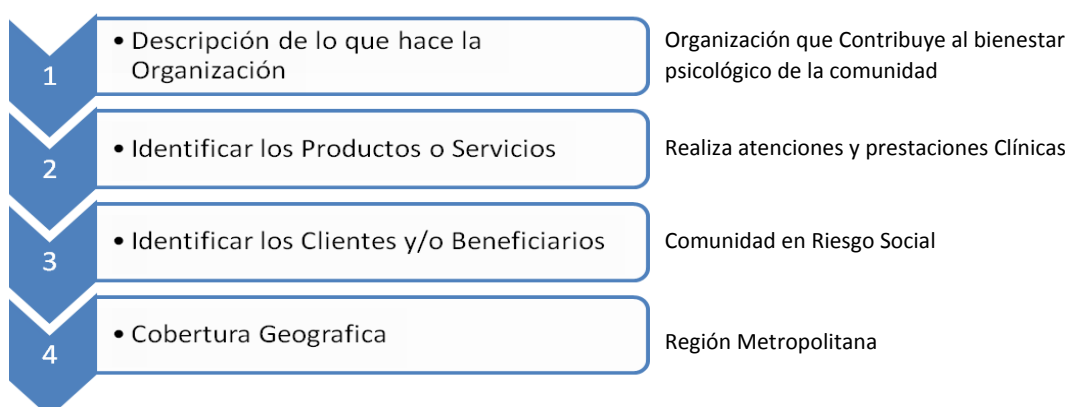 1
• Descripción de lo que hace la
Organización
Organización que Contribuye al bienestar
psicológico de la comunidad
2
• Identificar los Productos o Servicios
Realiza atenciones y prestaciones Clínicas
3
• Identificar los Clientes y/o Beneficiarios
Comunidad en Riesgo Social
4
• Cobertura Geografica
Región Metropolitana